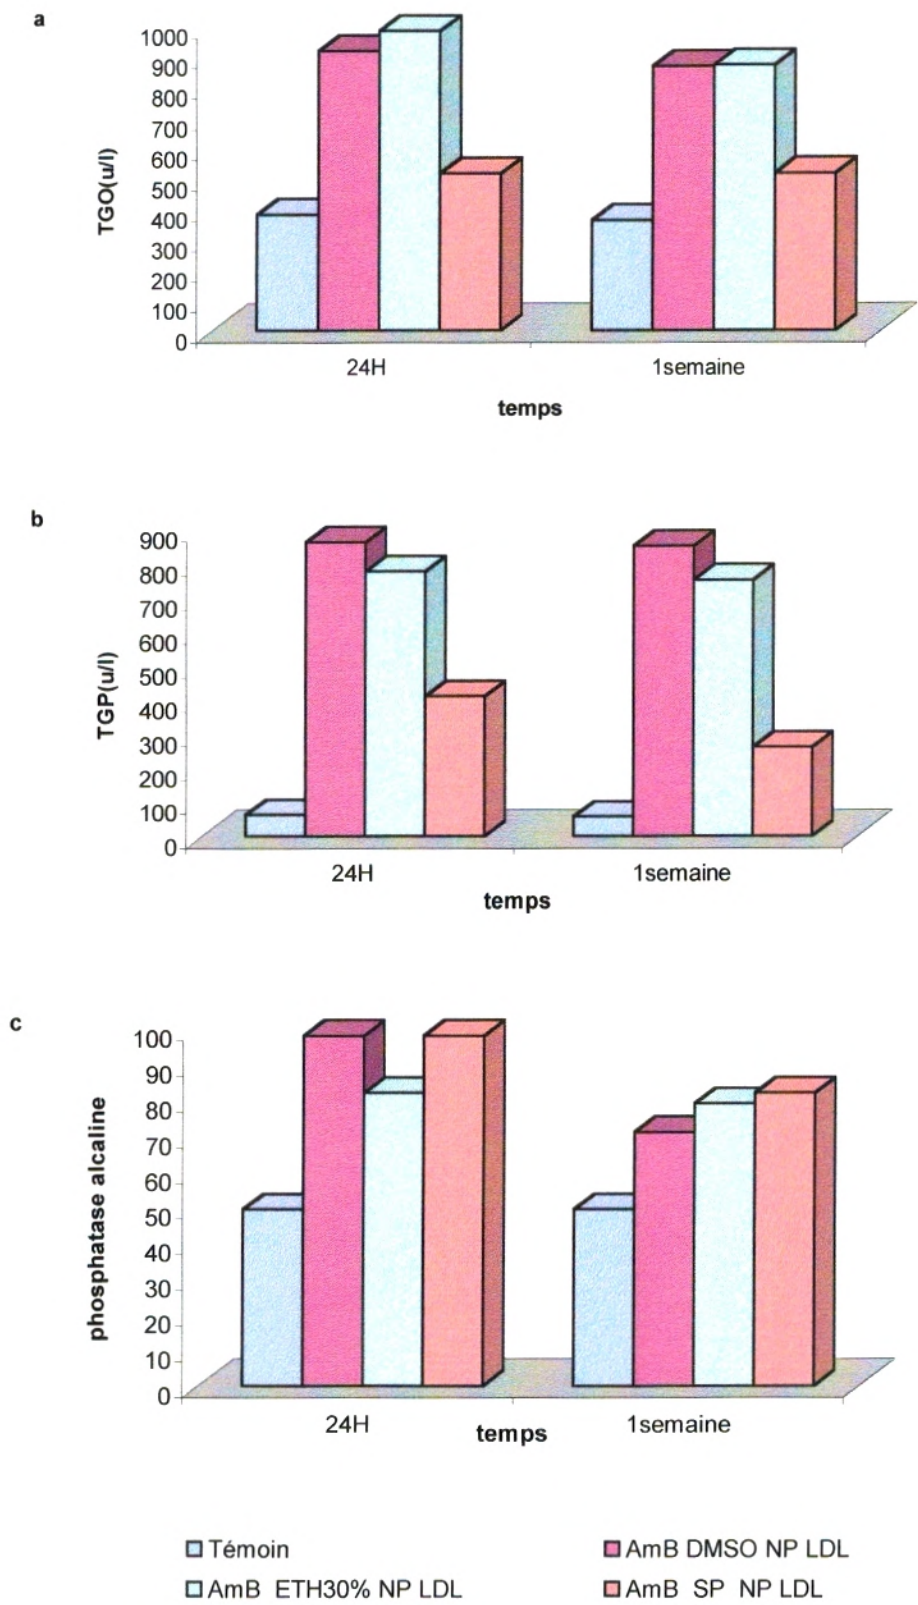 a
1000
900
800
700
600
500
400
300
200
100
0
TGO(u/l)
24H 1semaine
temps
b
900
800
700
600
500
400
300
200
100
0
TGP(u/l)
24H 1semaine
temps
c
100
90
80
70
60
50
40
30
20
10
0
phosphatase alcaline
24H 1semaine
temps
Témoin AmB DMSO NP LDL
AmB ETH30% NP LDL AmB SP NP LDL